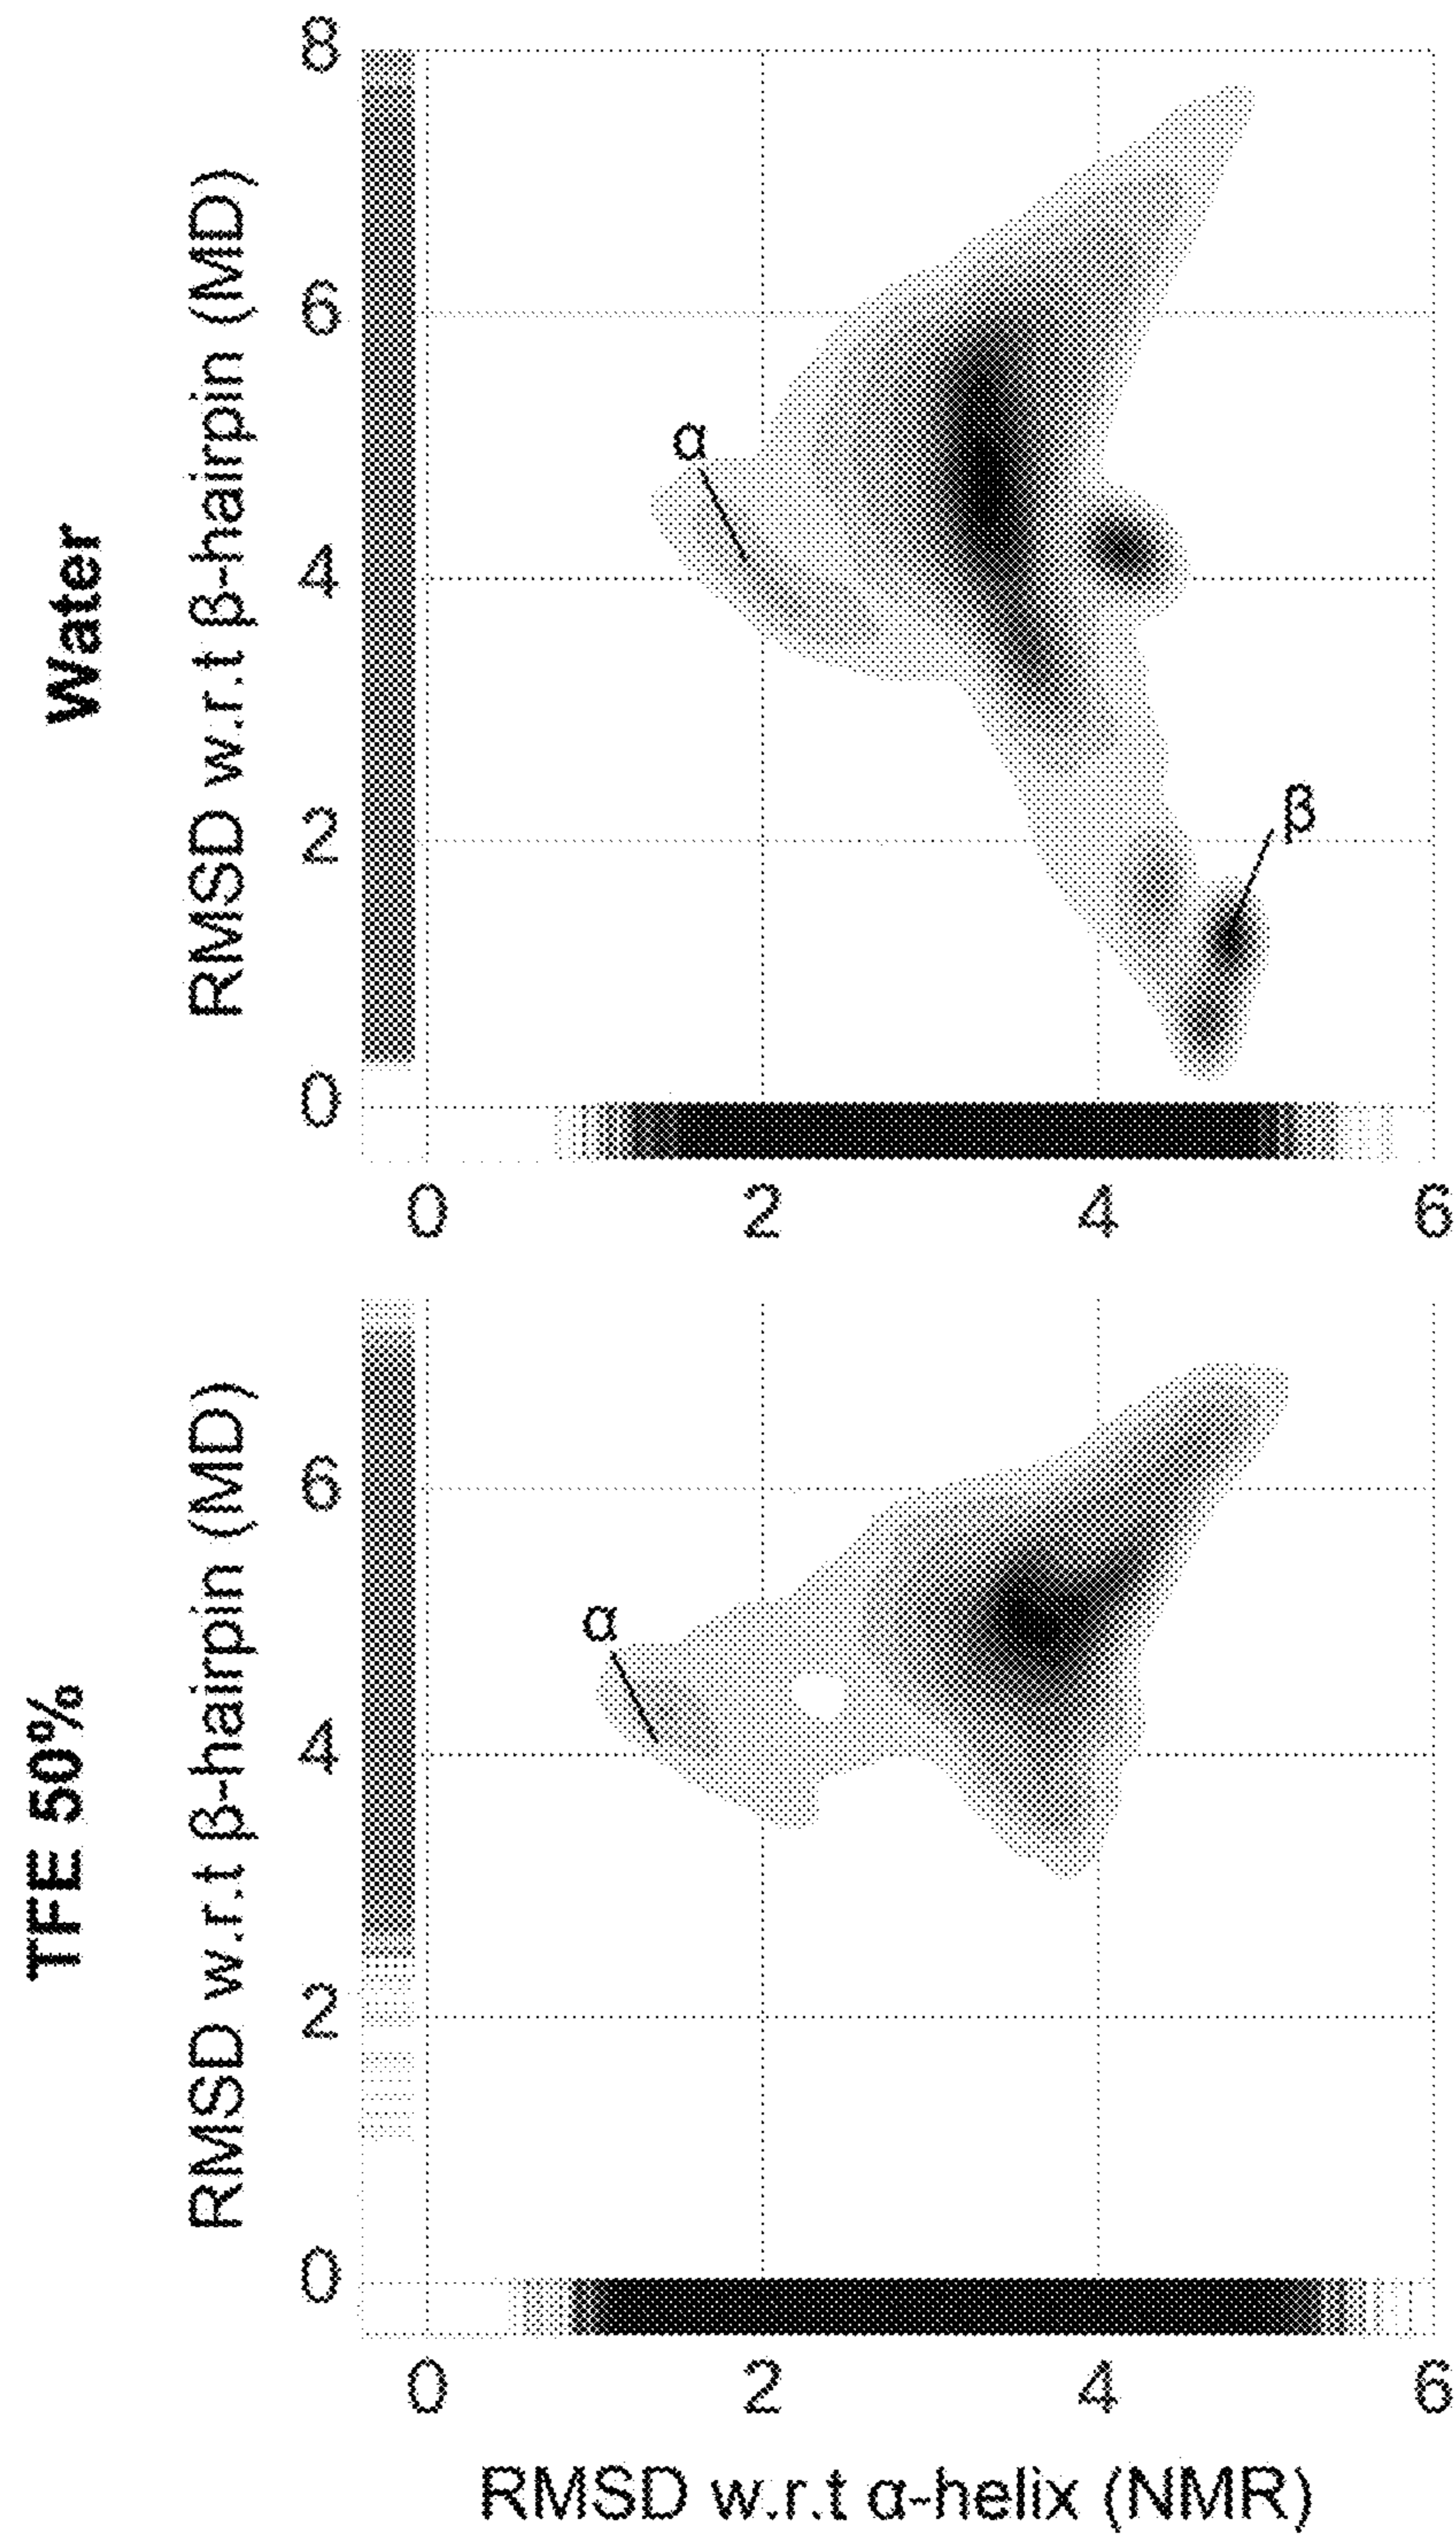 Water
RMSD w.r.t β-hairpin (MD)
8
6
4
2
0
α
β
0 2 4 6
TFE 50%
RMSD w.r.t β-hairpin (MD)
6
4
2
0
α
0 2 4 6
RMSD w.r.t α-helix (NMR)